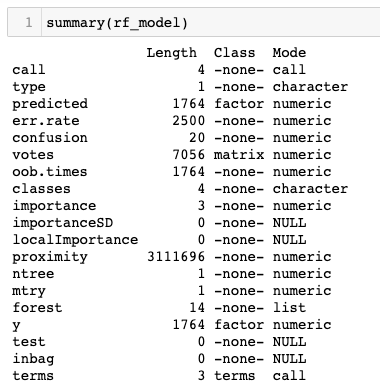 1 summary(rf_model)
Length Class Mode
call 4 -none- call
type 1 -none- character
predicted 1764 factor numeric
err.rate 2500 -none- numeric
confusion 20 -none- numeric
votes 7056 matrix numeric
oob.times 1764 -none- numeric
classes 4 -none- character
importance 3 -none- numeric
importanceSD 0 -none- NULL
localImportance 0 -none- NULL
proximity 3111696 -none- numeric
ntree 1 -none- numeric
mtry 1 -none- numeric
forest 14 -none- list
y 1764 factor numeric
test 0 -none- NULL
inbag 0 -none- NULL
terms 3 terms call